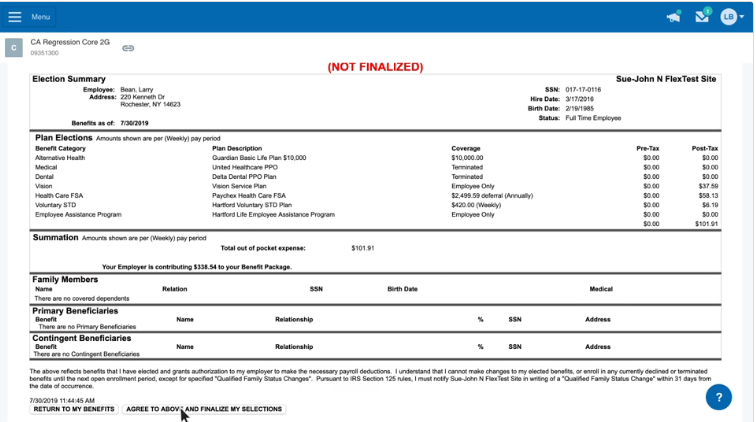 Menu
1
LB
C
CA Regression Core 2G
09351300
(NOT FINALIZED)
Election Summary
Sue-John N FlexTest Site
Employee: Bean, Larry
Address: 220 Kenneth Dr
Rochester, NY 14623
SSN: 017-17-0116
Hire Date: 3/17/2016
Birth Date: 2/19/1985
Status: Full Time Employee
Benefits as of: 7/30/2019
Plan Elections Amounts shown are per (Weekly) pay period
Benefit Category Plan Description Coverage Pre-Tax Post-Tax
Alternative Health Guardian Basic Life Plan $10,000 $10,000.00 $0.00 $0.00
Medical United Healthcare PPO Terminated $0.00 $0.00
Dental Delta Dental PPO Plan Terminated $0.00 $0.00
Vision Vision Service Plan Employee Only $0.00 $37.59
Health Care FSA Paychex Health Care FSA $2,499.59 deferral (Annually) $0.00 $58.13
Voluntary STD Hartford Voluntary STD Plan $420.00 (Weekly) $0.00 $6.19
Employee Assistance Program Hartford Life Employee Assistance Program Employee Only $0.00 $0.00
$0.00 $101.91
Summation Amounts shown are per (Weekly) pay period
Total out of pocket expense: $101.91
Your Employer is contributing $338.54 to your Benefit Package.
Family Members
Name Relation SSN Birth Date Medical
There are no covered dependents
Primary Beneficiaries
Benefit Name Relationship % SSN Address
There are no Primary Beneficiaries
Contingent Beneficiaries
Benefit Name Relationship % SSN Address
There are no Contingent Beneficiaries
The above reflects benefits that I have elected and grants authorization to my employer to make the necessary payroll deductions. I understand that I cannot make changes to my elected benefits, or enroll in any currently declined or terminated
benefits until the next open enrollment period, except for specified "Qualified Family Status Changes". Pursuant to IRS Section 125 rules, I must notify Sue-John N FlexTest Site in writing of a "Qualified Family Status Change" within 31 days from
the date of occurrence.
7/30/2019 11:44:45 AM
RETURN TO MY BENEFITS AGREE TO ABOVE AND FINALIZE MY SELECTIONS
?